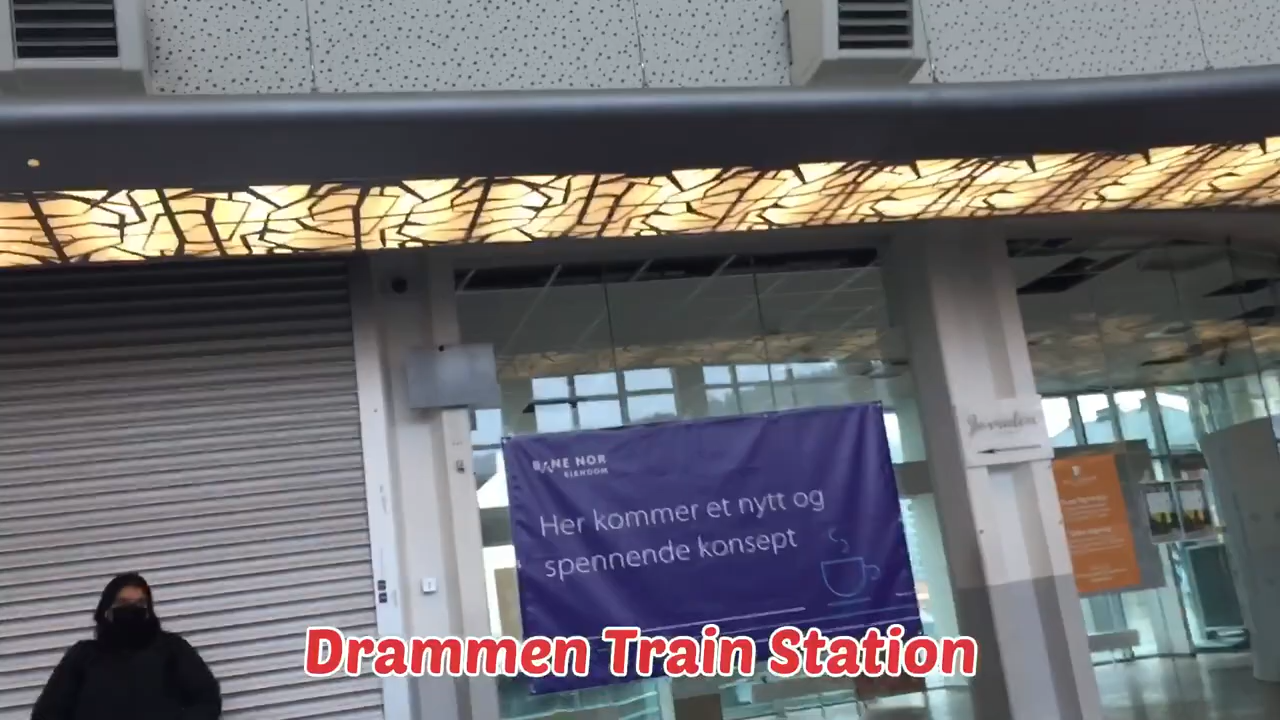 BANE NOR
EIENDOM
Her kommer et nytt og
spennende konsept
Drammen Train Station